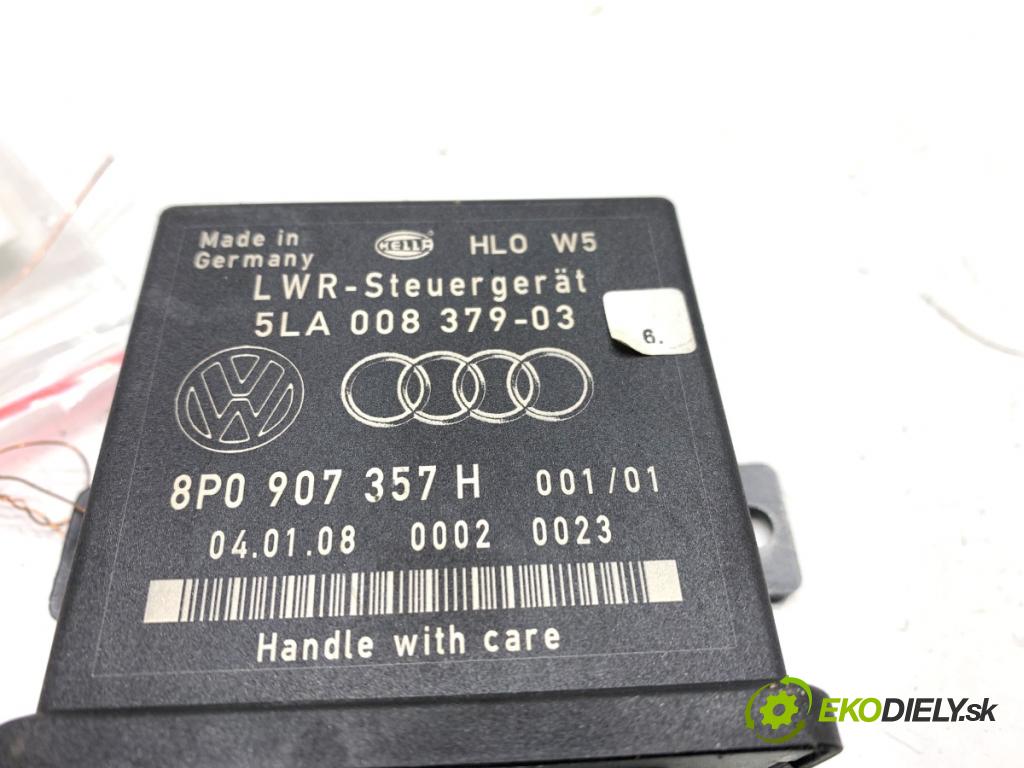 Made in
Germany
HELLA
HLO W5
LWR-Steuergerät
5LA 008 379-03
6.
8P0 907 357 H 001/01
04.01.08 0002 0023
Handle with care
EKODIELY.sk